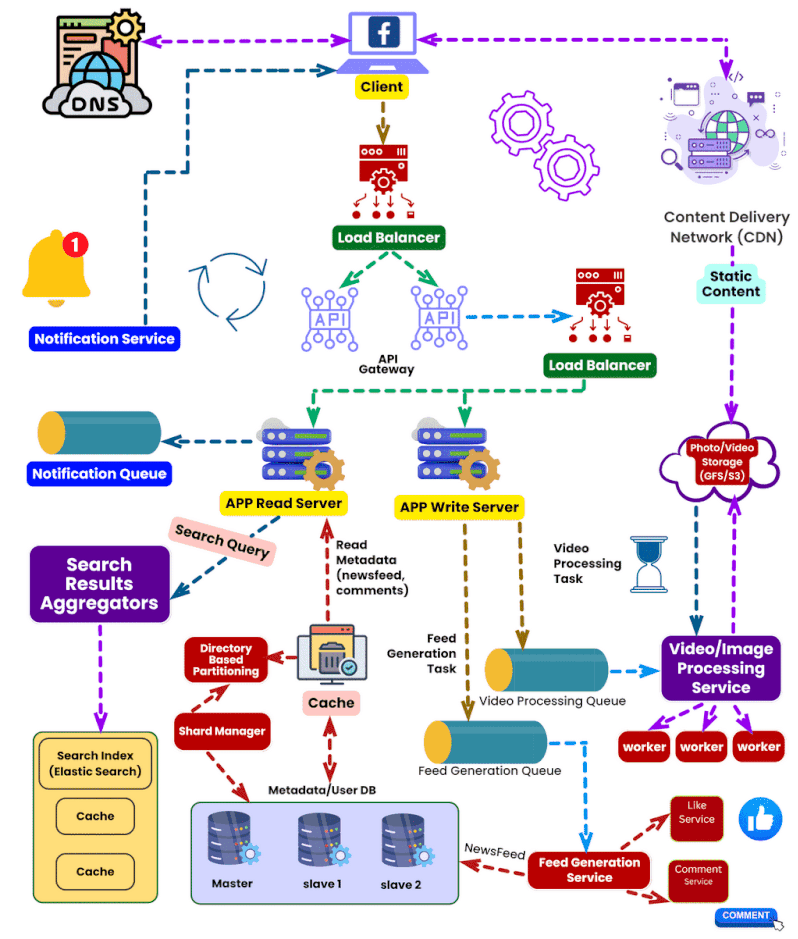 f
DNS
Client
</>
Load Balancer
Content Delivery
Network (CDN)
1
Static
Content
API
API
API
Gateway
Notification Service
Load Balancer
Notification Queue
Photo/Video
Storage
(GFS/S3)
APP Read Server
APP Write Server
Search Query
Read
Metadata
(newsfeed,
comments)
Video
Processing
Task
Search
Results
Aggregators
Feed
Generation
Task
Directory
Based
Partitioning
Video/Image
Processing
Service
Cache
Video Processing Queue
Shard Manager
worker
worker
worker
Search Index
(Elastic Search)
Feed Generation Queue
Metadata/User DB
Cache
Like
Service
NewsFeed
Feed Generation
Service
Cache
Comment
Service
Master
slave 1
slave 2
COMMENT